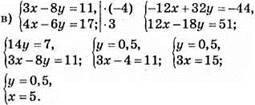 в) {3x - 8y = 11, | · (-4) {-12x + 32y = -44,
{4x - 6y = 17; | · 3 {12x - 18y = 51;
{14y = 7, {y = 0,5, {y = 0,5,
{3x - 8y = 11; {3x - 4 = 11; {3x = 15;
{y = 0,5,
{x = 5.